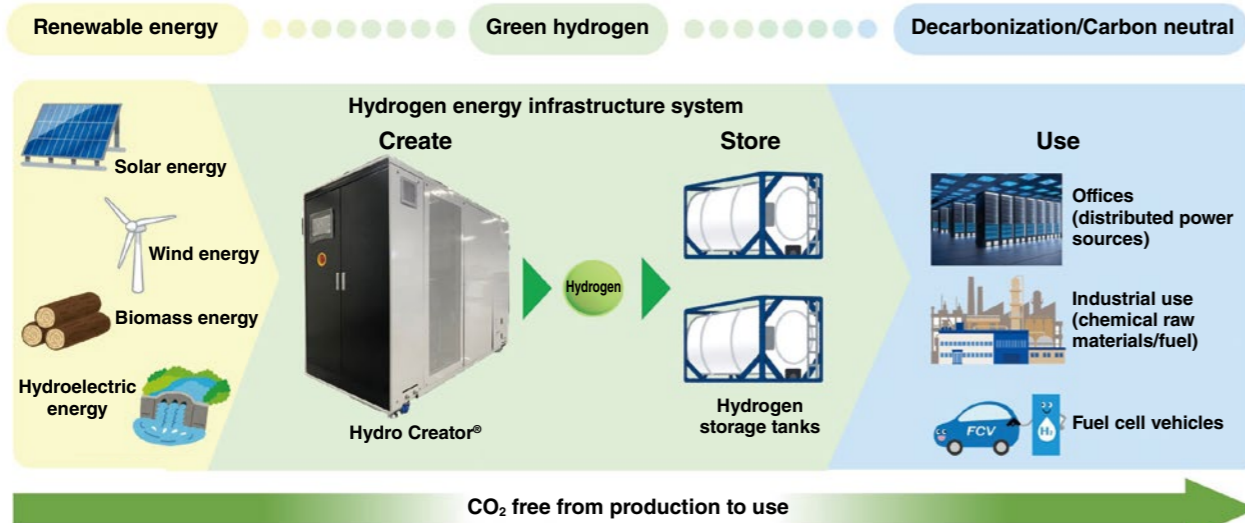 Renewable energy
Green hydrogen
Decarbonization/Carbon neutral
Hydrogen energy infrastructure system
Create
Store
Use
Solar energy
Wind energy
Biomass energy
Hydroelectric
energy
Hydro Creator®
Hydrogen
Hydrogen
storage tanks
Offices
(distributed power
sources)
Industrial use
(chemical raw
materials/fuel)
FCV
H₂
Fuel cell vehicles
CO₂ free from production to use